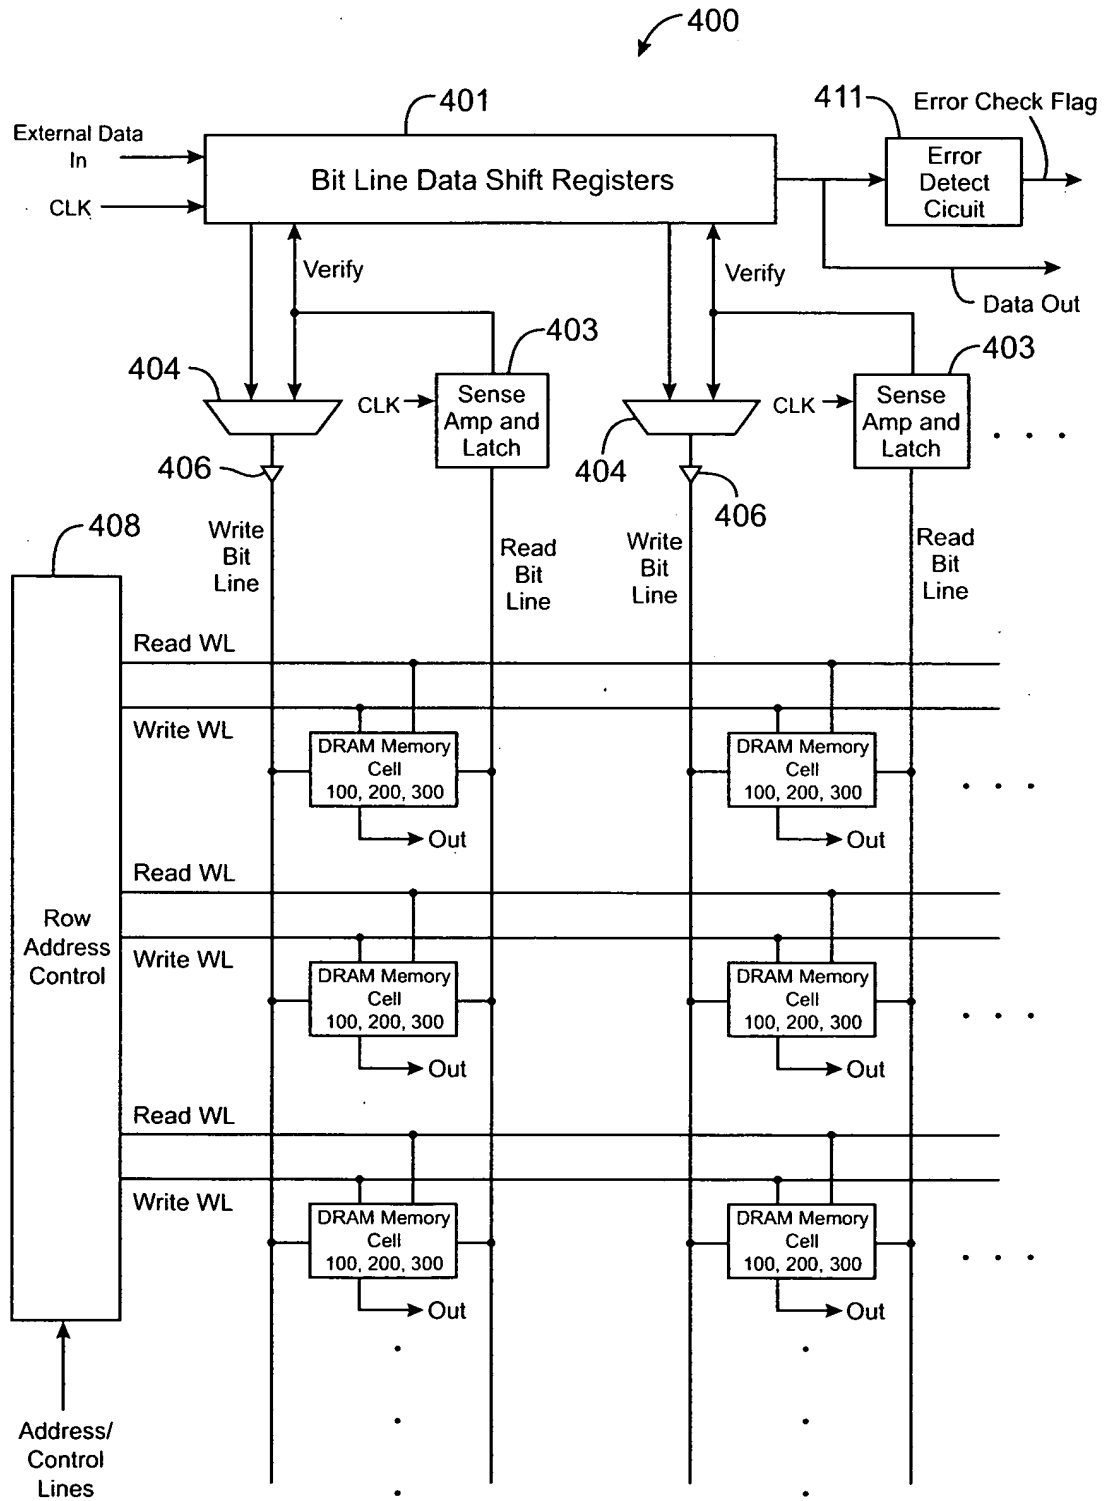 400
401
411
Error Check Flag
External Data
In
CLK
Bit Line Data Shift Registers
Error
Detect
Cicuit
Verify
Verify
Data Out
404
403
403
CLK
Sense
Amp and
Latch
CLK
Sense
Amp and
Latch
. . .
406
404
406
408
Write
Bit
Line
Read
Bit
Line
Write
Bit
Line
Read
Bit
Line
Read WL
Write WL
DRAM Memory
Cell
100, 200, 300
DRAM Memory
Cell
100, 200, 300
. . .
Out
Out
Read WL
Row
Address
Control
Write WL
DRAM Memory
Cell
100, 200, 300
DRAM Memory
Cell
100, 200, 300
. . .
Out
Out
Read WL
Write WL
DRAM Memory
Cell
100, 200, 300
DRAM Memory
Cell
100, 200, 300
. . .
Out
Out
Address/
Control
Lines